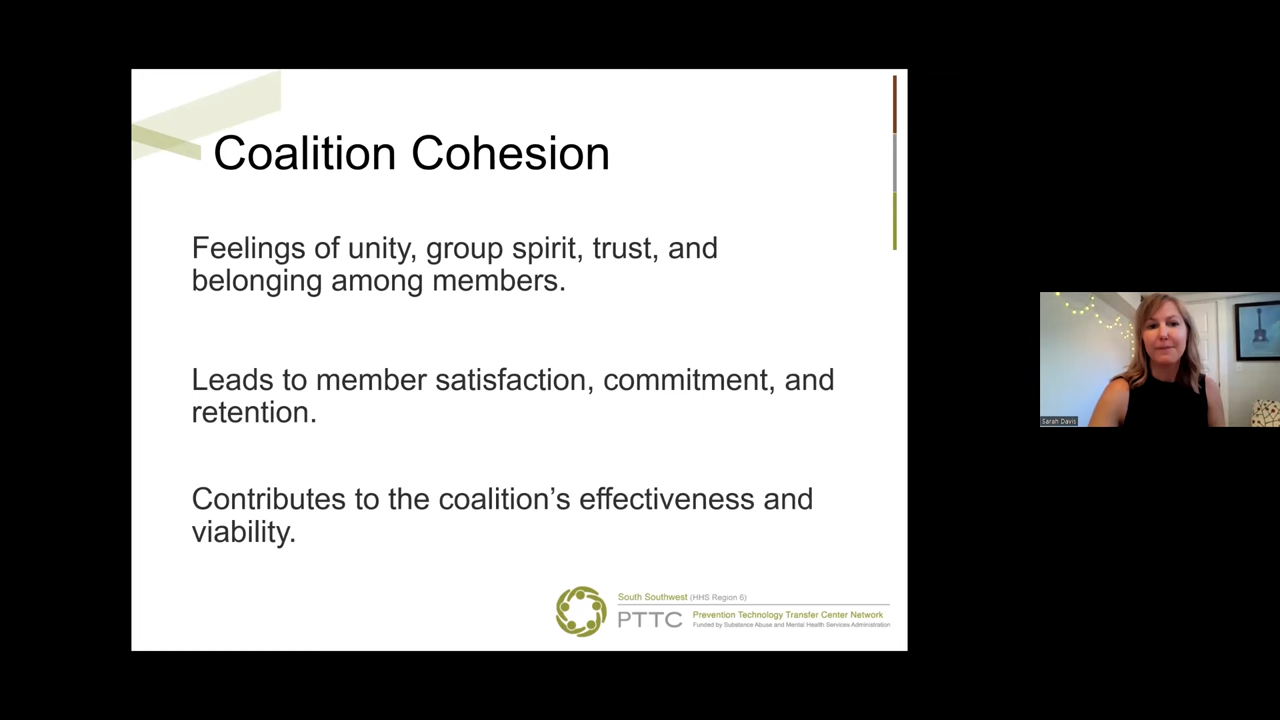 Coalition Cohesion
Feelings of unity, group spirit, trust, and
belonging among members.
Leads to member satisfaction, commitment, and
retention.
Contributes to the coalition’s effectiveness and
viability.
South Southwest (HHS Region 6)
PTTC Prevention Technology Transfer Center Network
Funded by Substance Abuse and Mental Health Services Administration
Sarah Davis